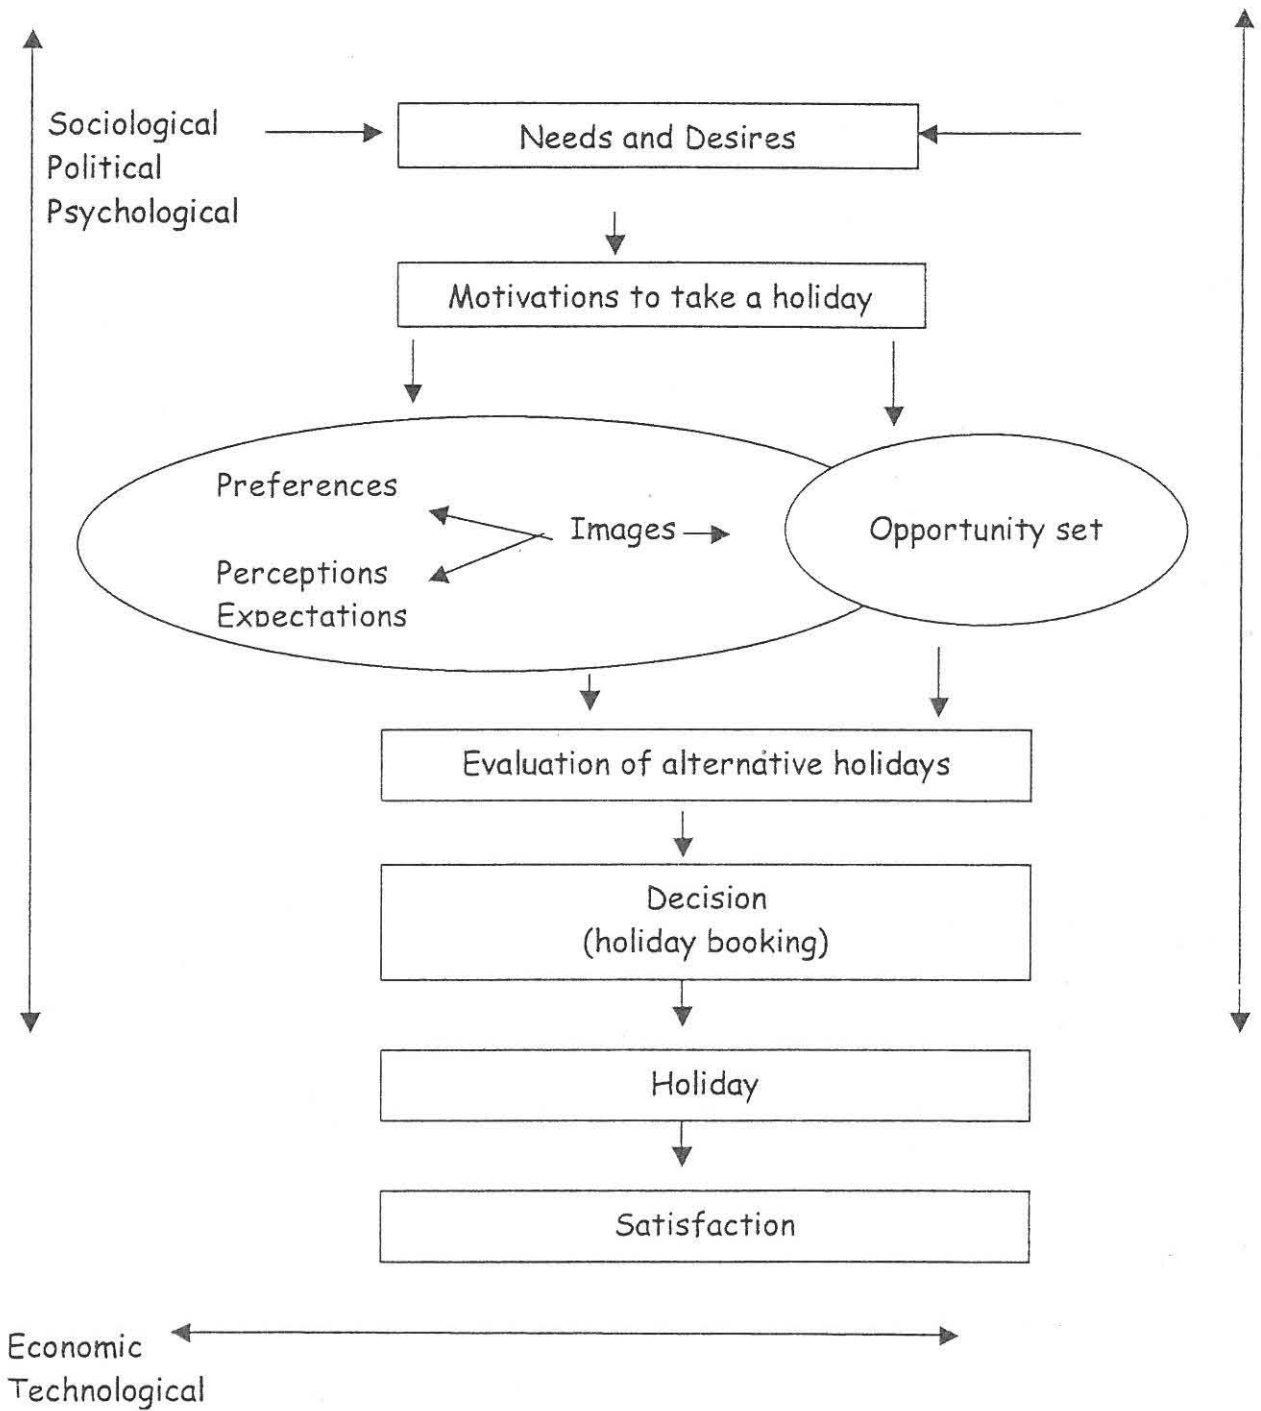 Sociological
Political
Psychological
Needs and Desires
Motivations to take a holiday
Preferences
Images
Opportunity set
Perceptions
Expectations
Evaluation of alternative holidays
Decision
(holiday booking)
Holiday
Satisfaction
Economic
Technological